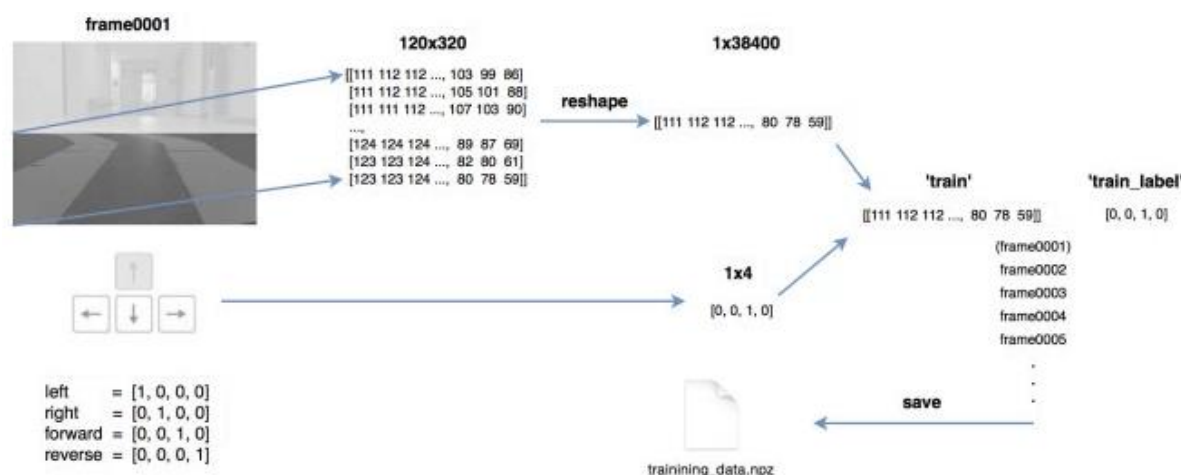 frame0001
120x320
[[111 112 112 ..., 103 99 86]
[111 112 112 ..., 105 101 88]
[111 111 112 ..., 107 103 90]
...,
[124 124 124 ..., 89 87 69]
[123 123 124 ..., 82 80 61]
[123 123 124 ..., 80 78 59]]
reshape
1x38400
[[111 112 112 ..., 80 78 59]]
'train'
'train_label'
[[111 112 112 ..., 80 78 59]]
[0, 0, 1, 0]
(frame0001)
frame0002
frame0003
frame0004
frame0005
.
.
.
1x4
[0, 0, 1, 0]
left = [1, 0, 0, 0]
right = [0, 1, 0, 0]
forward = [0, 0, 1, 0]
reverse = [0, 0, 0, 1]
save
trainining_data.npz